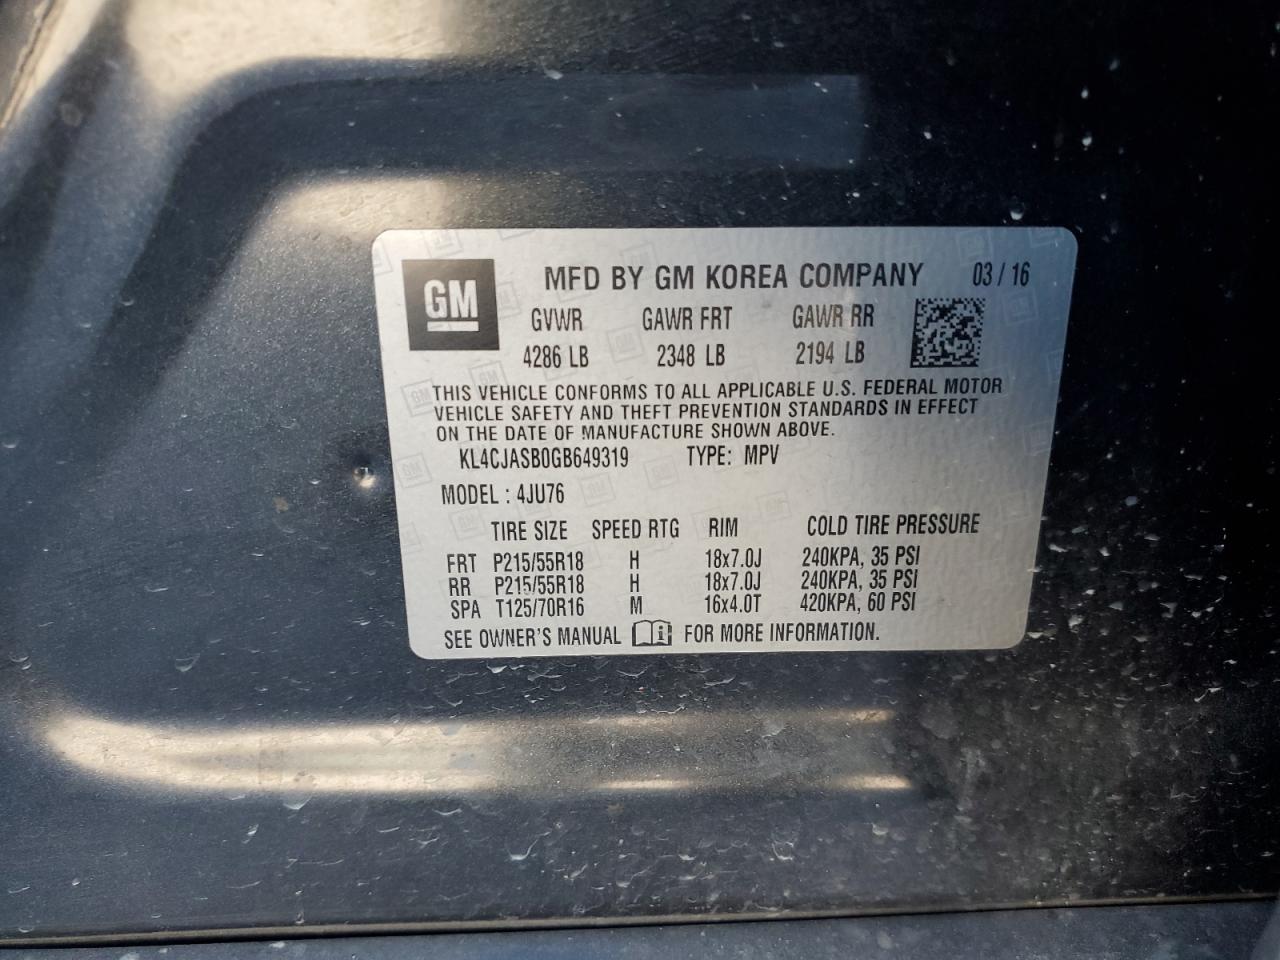 GM
MFD BY GM KOREA COMPANY 03 / 16
GVWR GAWR FRT GAWR RR
4286 LB 2348 LB 2194 LB
THIS VEHICLE CONFORMS TO ALL APPLICABLE U.S. FEDERAL MOTOR
VEHICLE SAFETY AND THEFT PREVENTION STANDARDS IN EFFECT
ON THE DATE OF MANUFACTURE SHOWN ABOVE.
KL4CJASB0GB649319 TYPE: MPV
MODEL : 4JU76
TIRE SIZE SPEED RTG RIM COLD TIRE PRESSURE
FRT P215/55R18 H 18x7.0J 240KPA, 35 PSI
RR P215/55R18 H 18x7.0J 240KPA, 35 PSI
SPA T125/70R16 M 16x4.0T 420KPA, 60 PSI
SEE OWNER'S MANUAL FOR MORE INFORMATION.